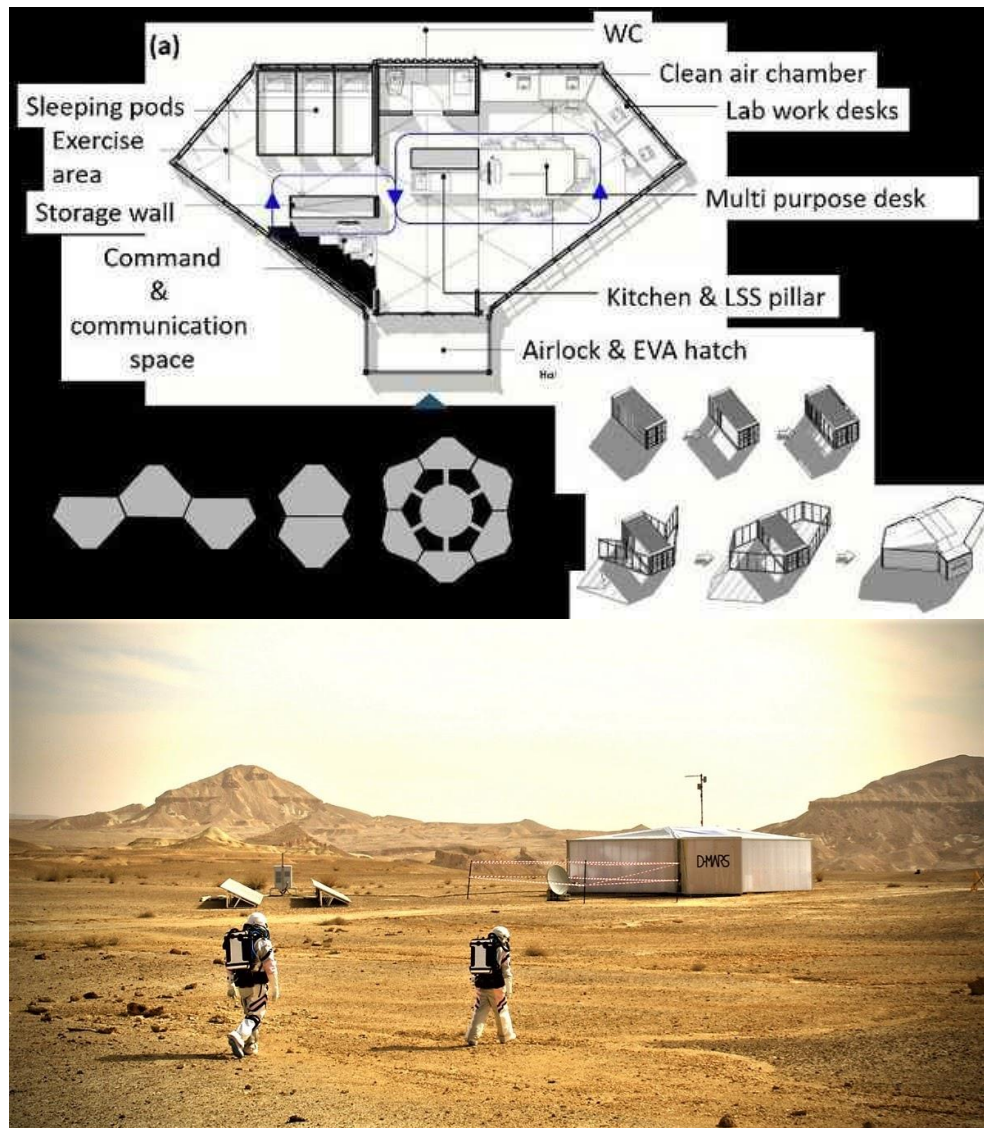 (a)
WC
Clean air chamber
Sleeping pods
Lab work desks
Exercise
area
Storage wall
Multi purpose desk
Command
&
communication
space
Kitchen & LSS pillar
Airlock & EVA hatch
Ha
D-MARS